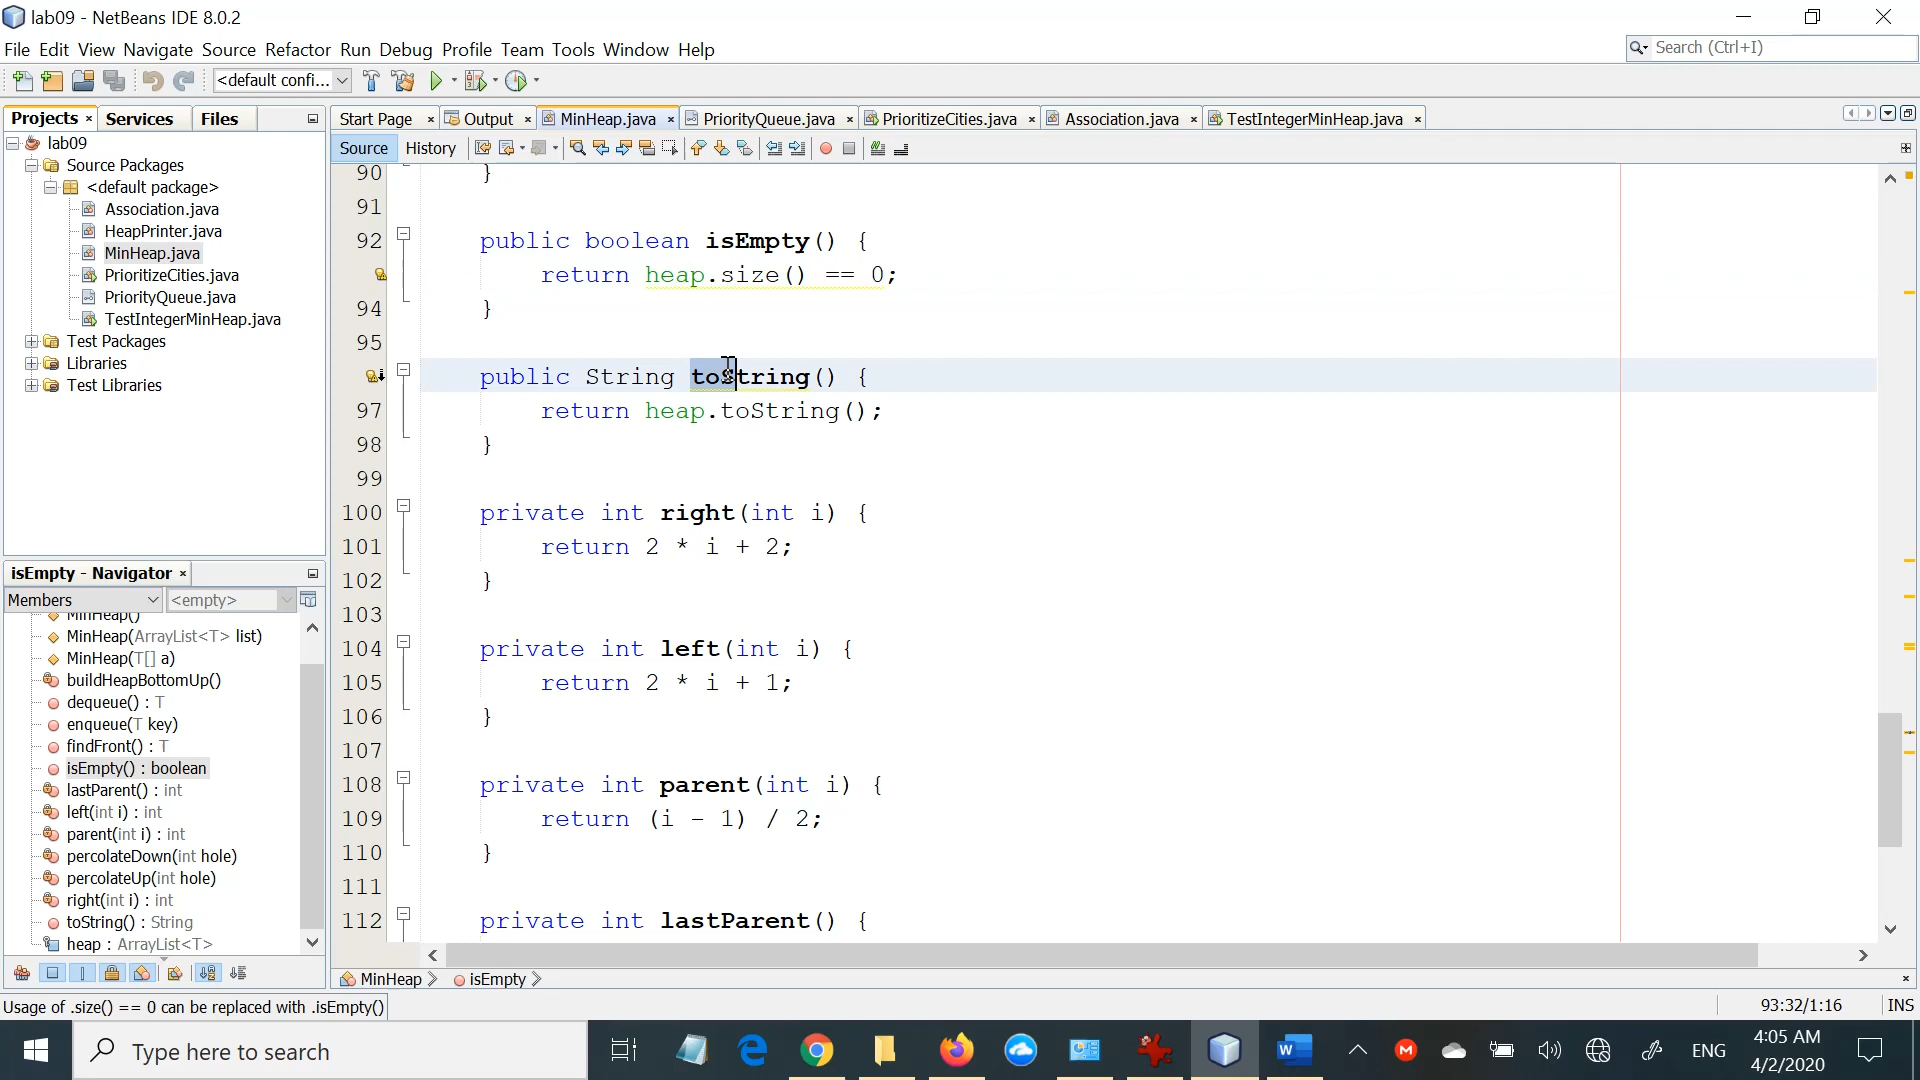 lab09 - NetBeans IDE 8.0.2
File Edit View Navigate Source Refactor Run Debug Profile Team Tools Window Help
Search (Ctrl+I)
<default confi...
Projects × Services Files
Start Page × Output × MinHeap.java × PriorityQueue.java × PrioritizeCities.java × Association.java × TestIntegerMinHeap.java ×
Source History
lab09
Source Packages
<default package>
Association.java
HeapPrinter.java
MinHeap.java
PrioritizeCities.java
PriorityQueue.java
TestIntegerMinHeap.java
Test Packages
Libraries
Test Libraries
isEmpty - Navigator ×
Members <empty>
MinHeap()
MinHeap(ArrayList<T> list)
MinHeap(T[] a)
buildHeapBottomUp()
dequeue() : T
enqueue(T key)
findFront() : T
isEmpty() : boolean
lastParent() : int
left(int i) : int
parent(int i) : int
percolateDown(int hole)
percolateUp(int hole)
right(int i) : int
toString() : String
heap : ArrayList<T>
90 }
91
92 public boolean isEmpty() {
return heap.size() == 0;
94 }
95
public String toString() {
97 return heap.toString();
98 }
99
100 private int right(int i) {
101 return 2 * i + 2;
102 }
103
104 private int left(int i) {
105 return 2 * i + 1;
106 }
107
108 private int parent(int i) {
109 return (i - 1) / 2;
110 }
111
112 private int lastParent() {
MinHeap isEmpty
Usage of .size() == 0 can be replaced with .isEmpty()
93:32/1:16 INS
Type here to search
ENG
4:05 AM
4/2/2020